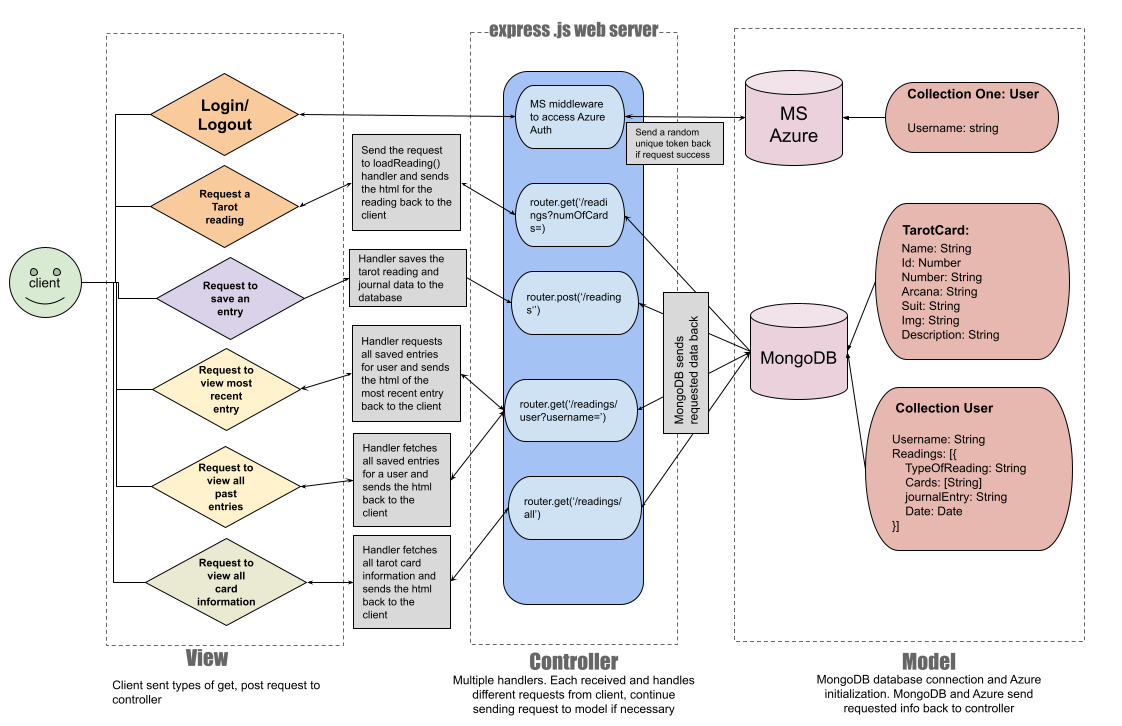 express .js web server
Login/
Logout
MS middleware
to access Azure
Auth
MS
Azure
Collection One: User
Username: string
Send a random
unique token back
if request success
Send the request
to loadReading()
handler and sends
the html for the
reading back to the
client
Request a
Tarot
reading
router.get('/readi
ngs?numOfCard
s=)
TarotCard:
Name: String
Id: Number
Number: String
Arcana: String
Suit: String
Img: String
Description: String
client
Request to
save an
entry
Handler saves the
tarot reading and
journal data to the
database
router.post('/reading
s'')
MongoDB sends
requested data back
MongoDB
Request to
view most
recent
entry
Handler requests
all saved entries
for user and sends
the html of the
most recent entry
back to the client
router.get('/readings/
user?username=')
Collection User
Username: String
Readings: [{
TypeOfReading: String
Cards: [String]
journalEntry: String
Date: Date
}]
Request to
view all
past
entries
Handler fetches
all saved entries
for a user and
sends the html
back to the
client
router.get('/readings/
all')
Request to
view all
card
information
Handler fetches
all tarot card
information and
sends the html
back to the
client
View
Client sent types of get, post request to
controller
Controller
Multiple handlers. Each received and handles
different requests from client, continue
sending request to model if necessary
Model
MongoDB database connection and Azure
initialization. MongoDB and Azure send
requested info back to controller